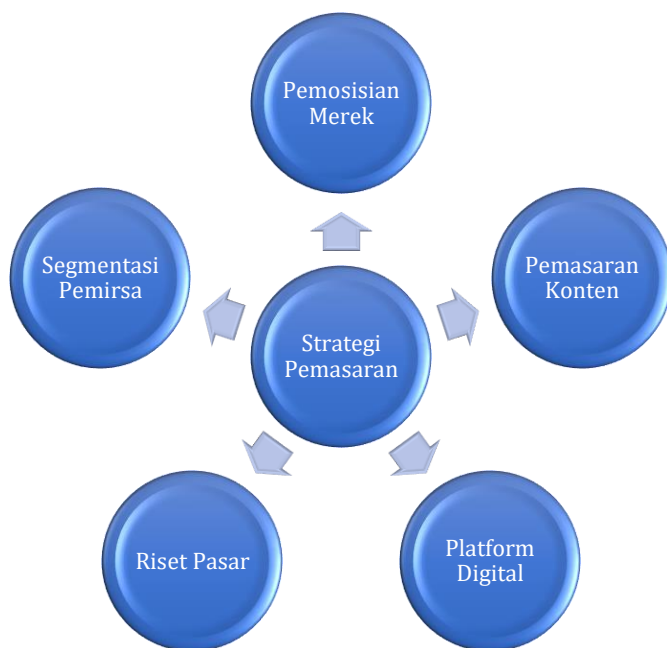 Pemosisian
Merek
Segmentasi
Pemirsa
Pemasaran
Konten
Strategi
Pemasaran
Riset Pasar
Platform
Digital